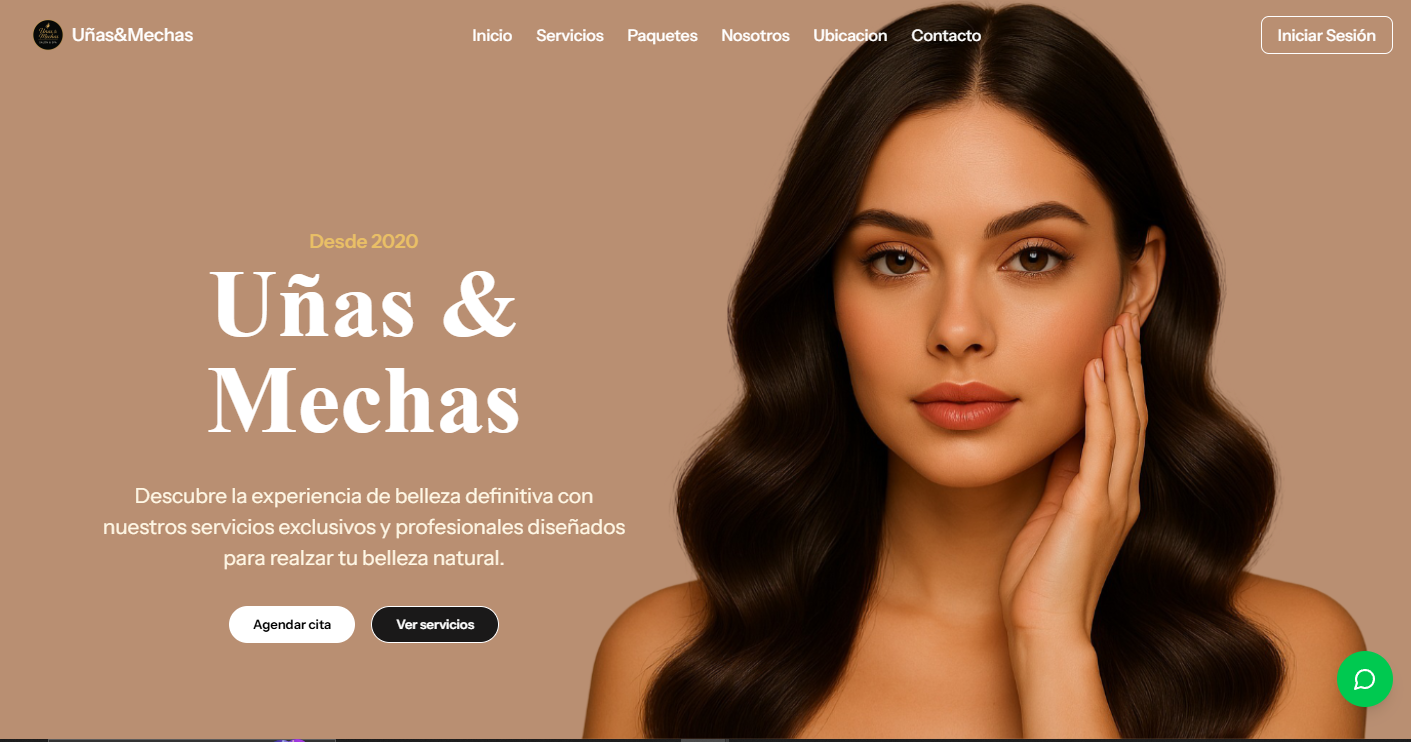 Uñas&Mechas
Inicio Servicios Paquetes Nosotros Ubicacion Contacto
Iniciar Sesión
Desde 2020
Uñas &
Mechas
Descubre la experiencia de belleza definitiva con
nuestros servicios exclusivos y profesionales diseñados
para realzar tu belleza natural.
Agendar cita
Ver servicios